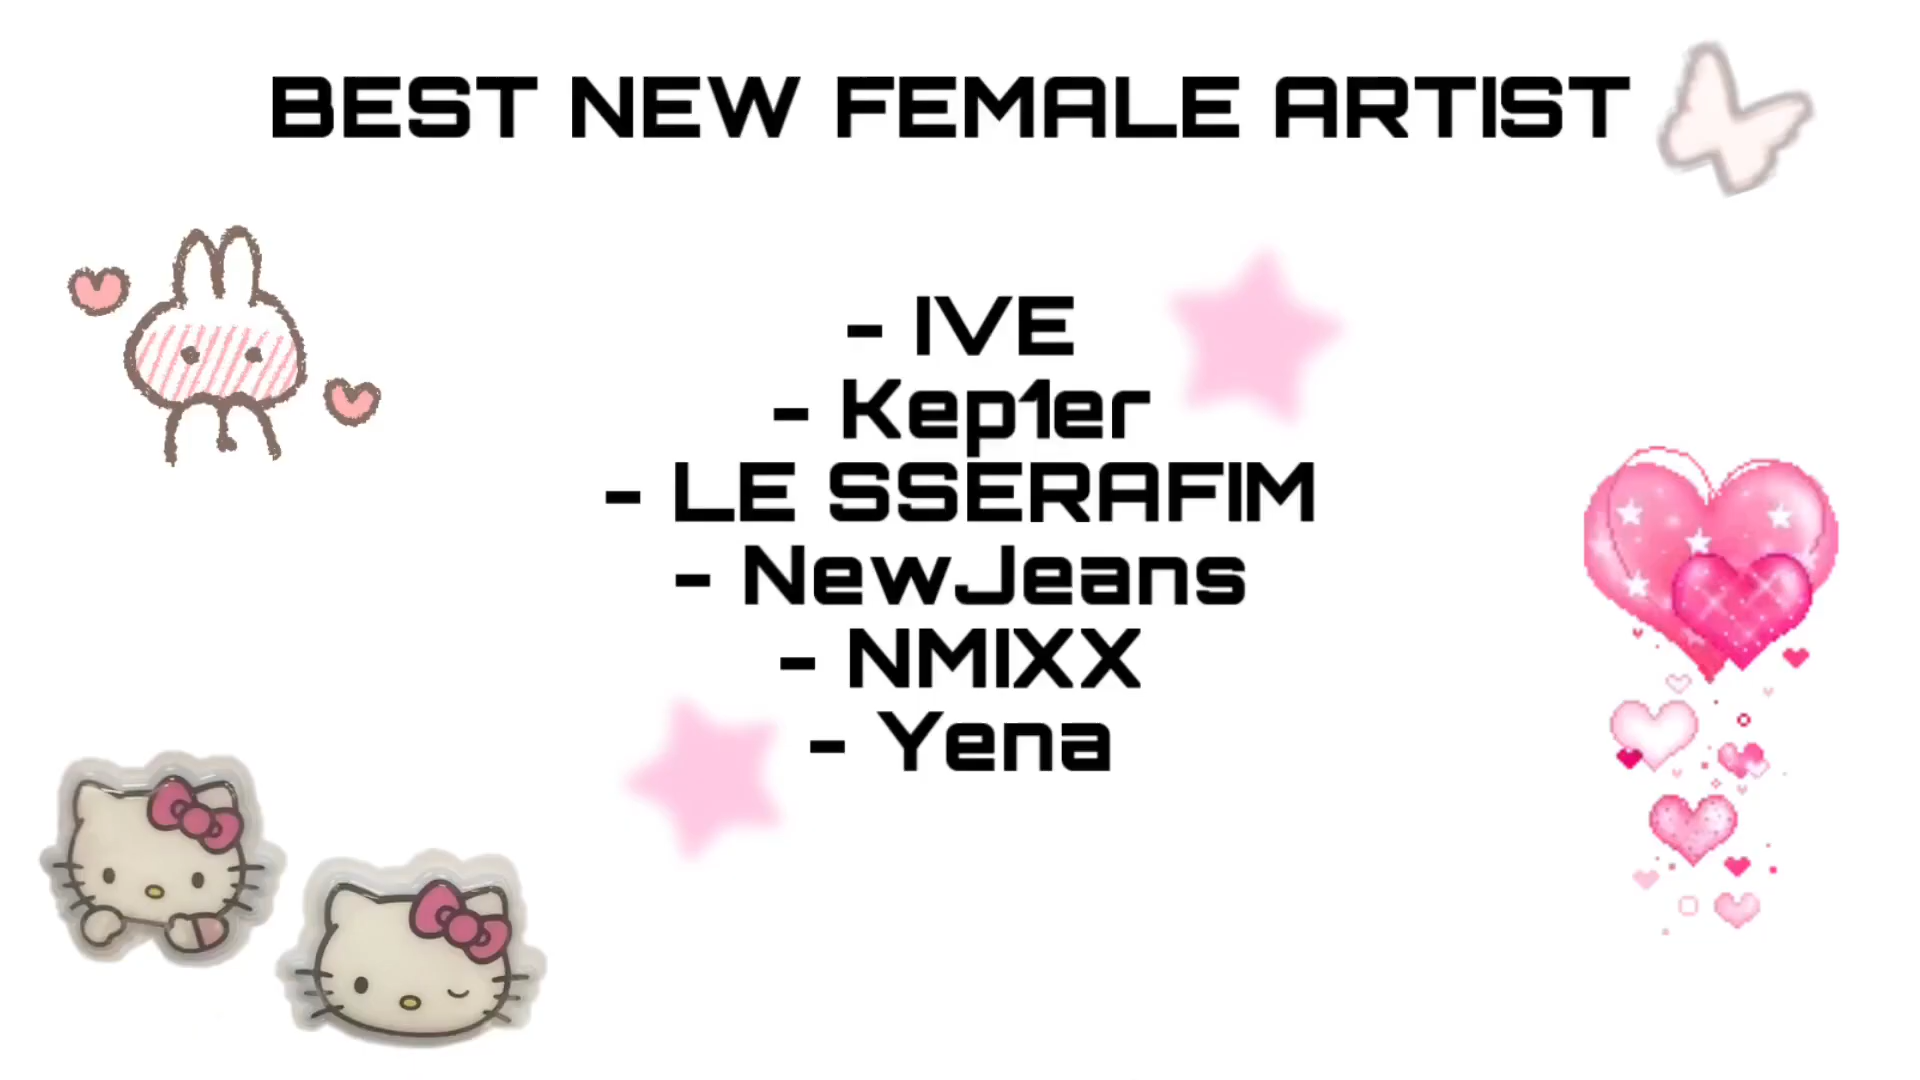 BEST NEW FEMALE ARTIST
- IVE
- Kep1er
- LE SSERAFIM
- NewJeans
- NMIXX
- Yena